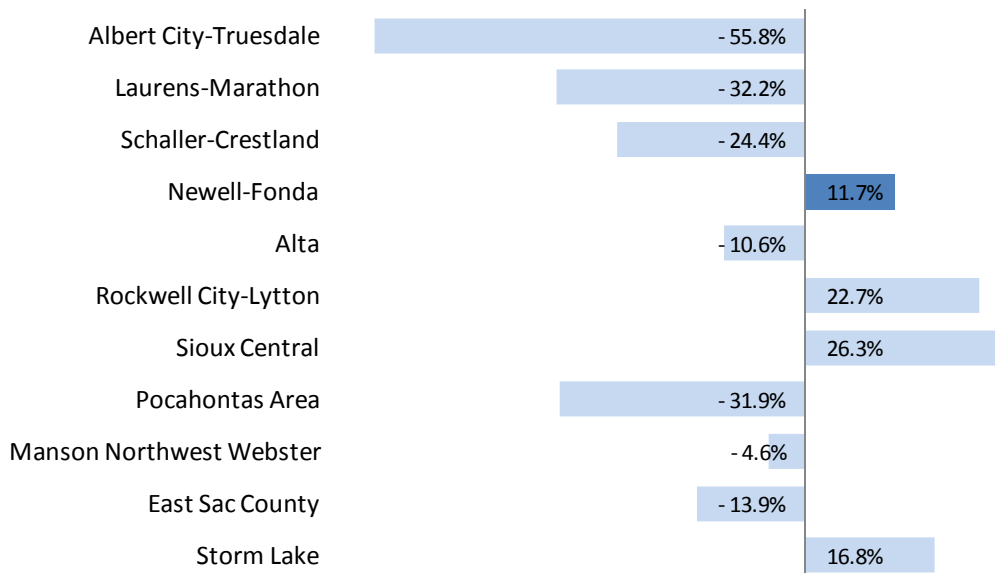 Albert City-Truesdale - 55.8%
Laurens-Marathon - 32.2%
Schaller-Crestland - 24.4%
Newell-Fonda 11.7%
Alta - 10.6%
Rockwell City-Lytton 22.7%
Sioux Central 26.3%
Pocahontas Area - 31.9%
Manson Northwest Webster - 4.6%
East Sac County - 13.9%
Storm Lake 16.8%